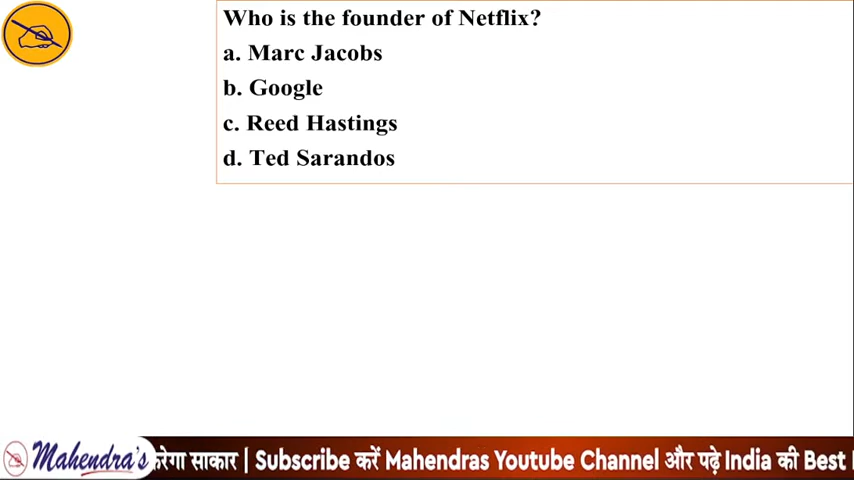 Who is the founder of Netflix?
a. Marc Jacobs
b. Google
c. Reed Hastings
d. Ted Sarandos
Mahendra's करेगा साकार | Subscribe करें Mahendras Youtube Channel और पढ़े India की Best